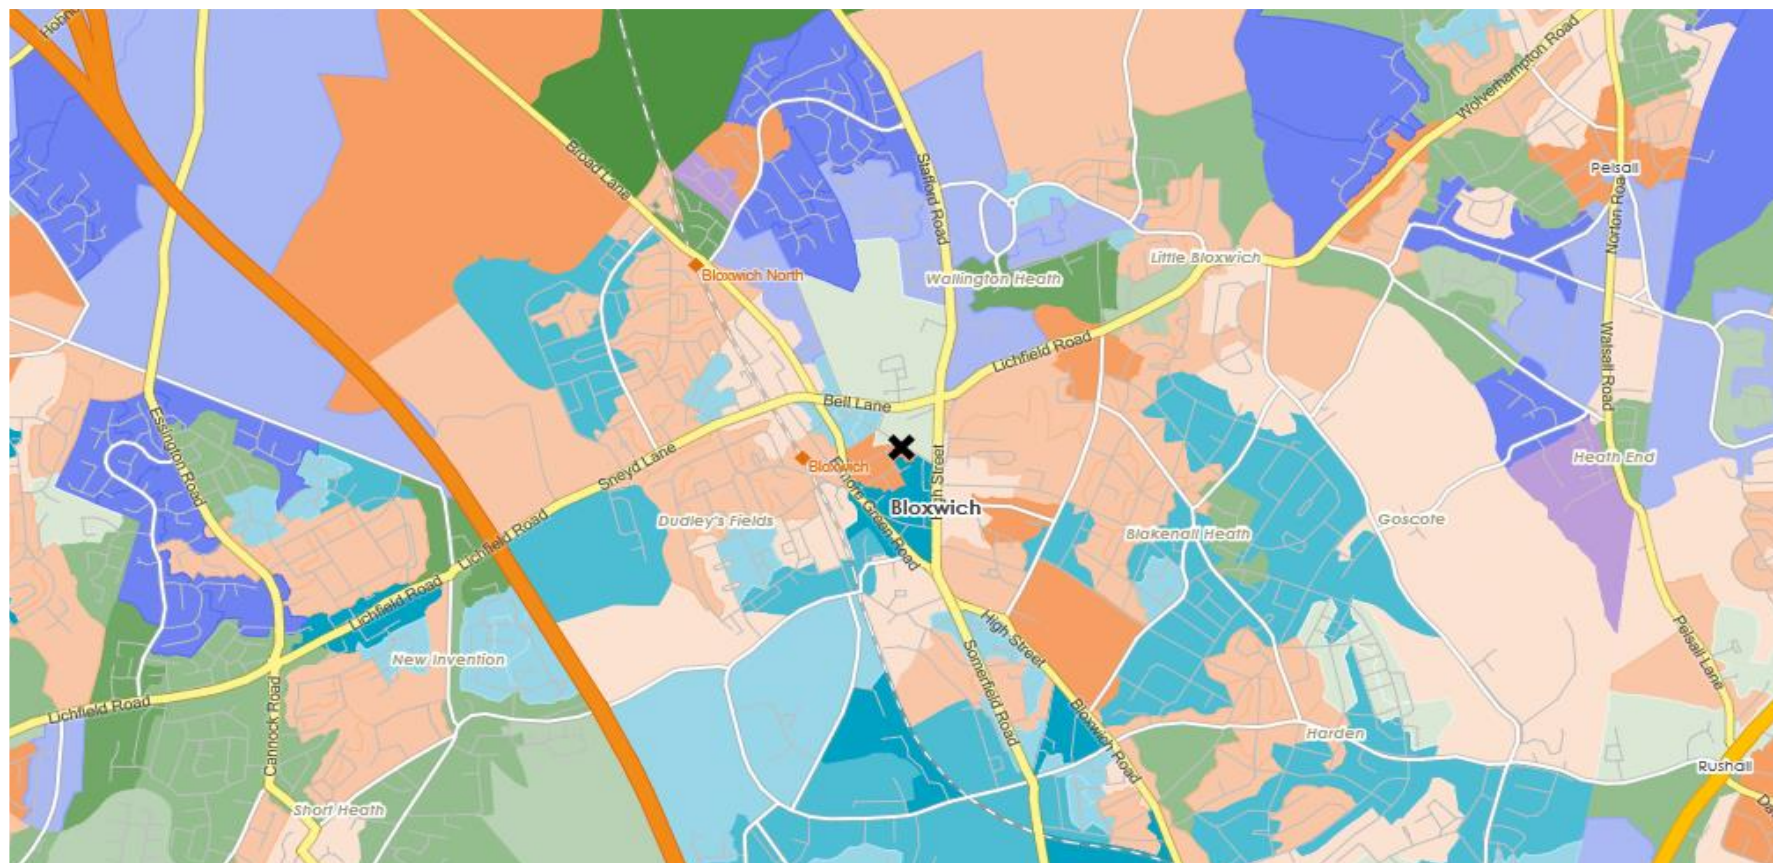 Broad Lane
Stafford Road
Wolverhampton Road
Pelsall
Norton Road
Bloxwich North
Wallington Heath
Little Bloxwich
Lichfield Road
Walsall Road
Essington Road
Bell Lane
Sneyd Lane
Bloxwich
High Street
Heath End
Bloxwich
Dudley's Fields
Green Road
Blakenall Heath
Goscote
Lichfield Road
Lichfield Road
New Invention
High Street
Somerfield Road
Pelsall Lane
Lichfield Road
Cannock Road
Bloxwich Road
Harden
Rushall
Short Heath